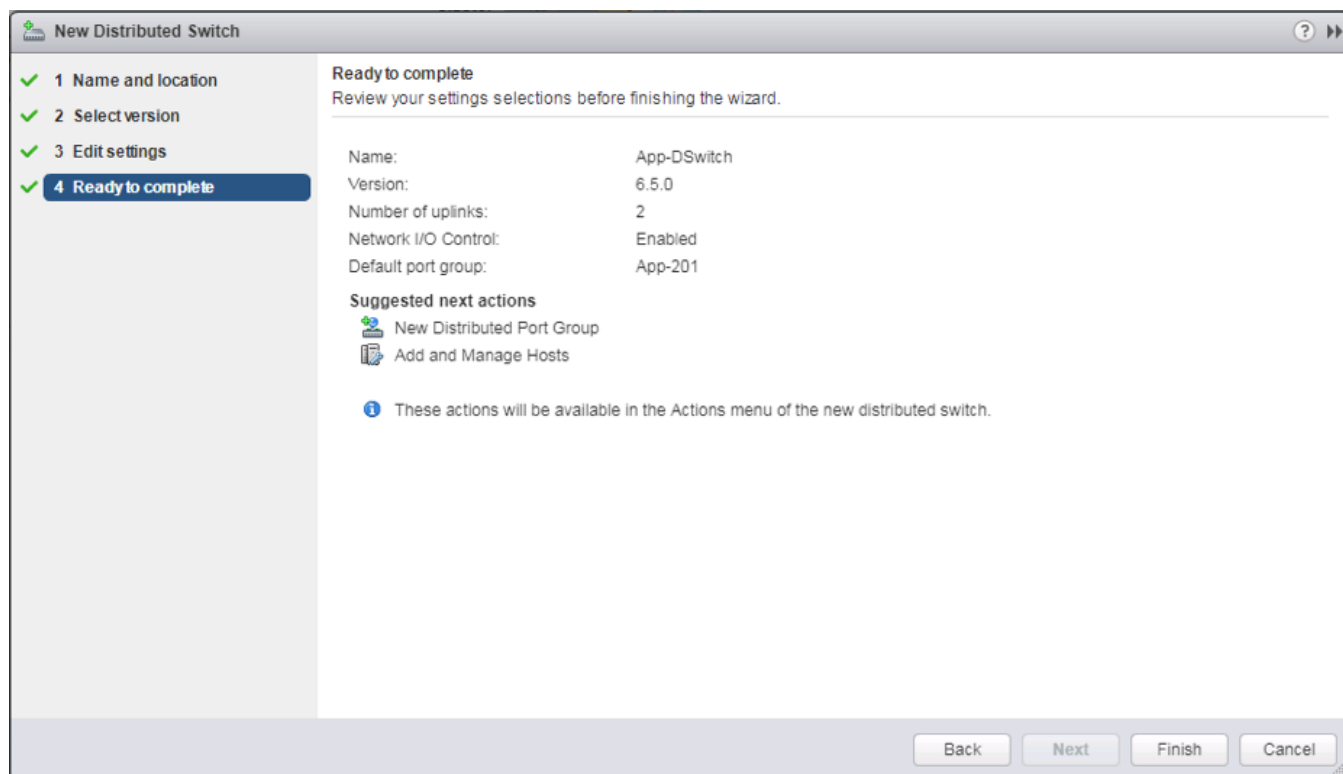 New Distributed Switch
1 Name and location
2 Select version
3 Edit settings
4 Ready to complete
Ready to complete
Review your settings selections before finishing the wizard.
Name: App-DSwitch
Version: 6.5.0
Number of uplinks: 2
Network I/O Control: Enabled
Default port group: App-201
Suggested next actions
New Distributed Port Group
Add and Manage Hosts
These actions will be available in the Actions menu of the new distributed switch.
Back Next Finish Cancel